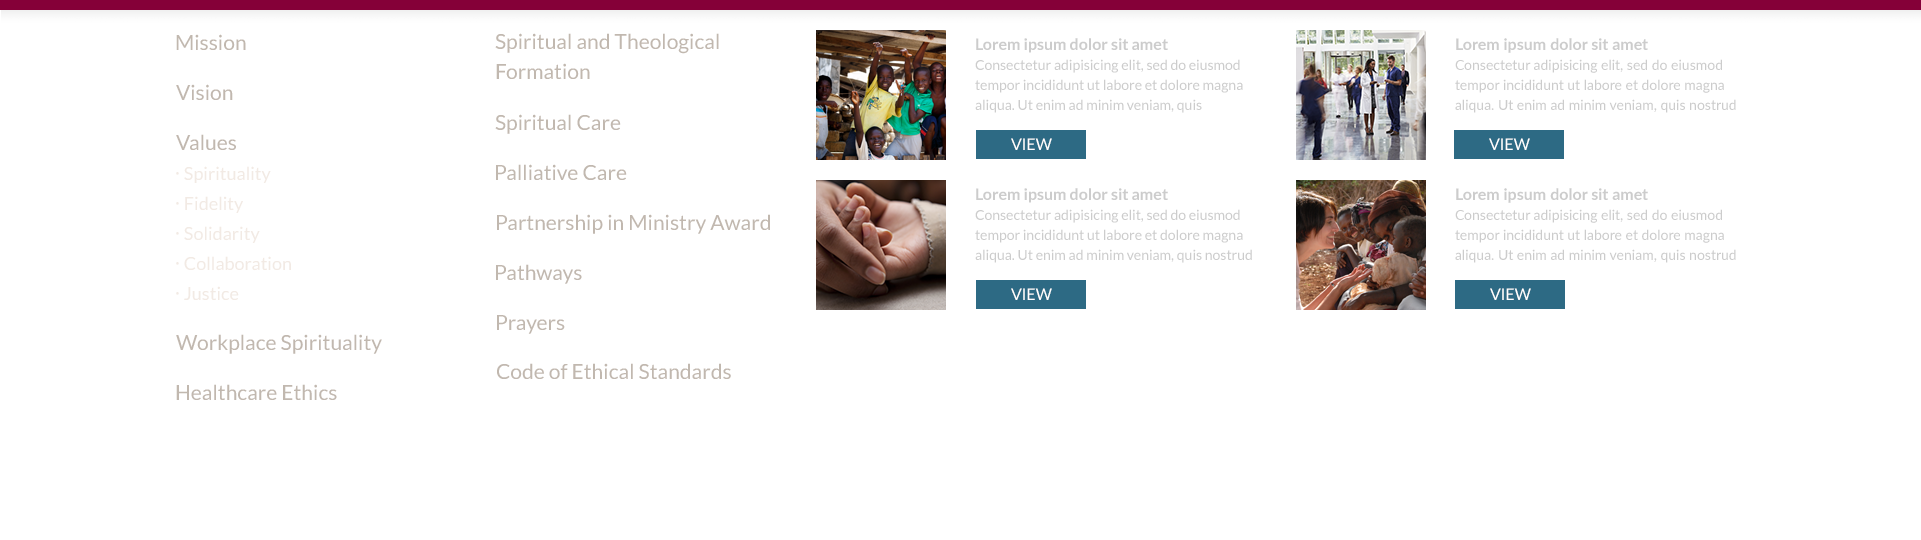 Mission
Vision
Values
· Spirituality
· Fidelity
· Solidarity
· Collaboration
· Justice
Workplace Spirituality
Healthcare Ethics
Spiritual and Theological
Formation
Spiritual Care
Palliative Care
Partnership in Ministry Award
Pathways
Prayers
Code of Ethical Standards
Lorem ipsum dolor sit amet
Consectetur adipisicing elit, sed do eiusmod
tempor incididunt ut labore et dolore magna
aliqua. Ut enim ad minim veniam, quis
VIEW
Lorem ipsum dolor sit amet
Consectetur adipisicing elit, sed do eiusmod
tempor incididunt ut labore et dolore magna
aliqua. Ut enim ad minim veniam, quis nostrud
VIEW
Lorem ipsum dolor sit amet
Consectetur adipisicing elit, sed do eiusmod
tempor incididunt ut labore et dolore magna
aliqua. Ut enim ad minim veniam, quis nostrud
VIEW
Lorem ipsum dolor sit amet
Consectetur adipisicing elit, sed do eiusmod
tempor incididunt ut labore et dolore magna
aliqua. Ut enim ad minim veniam, quis nostrud
VIEW